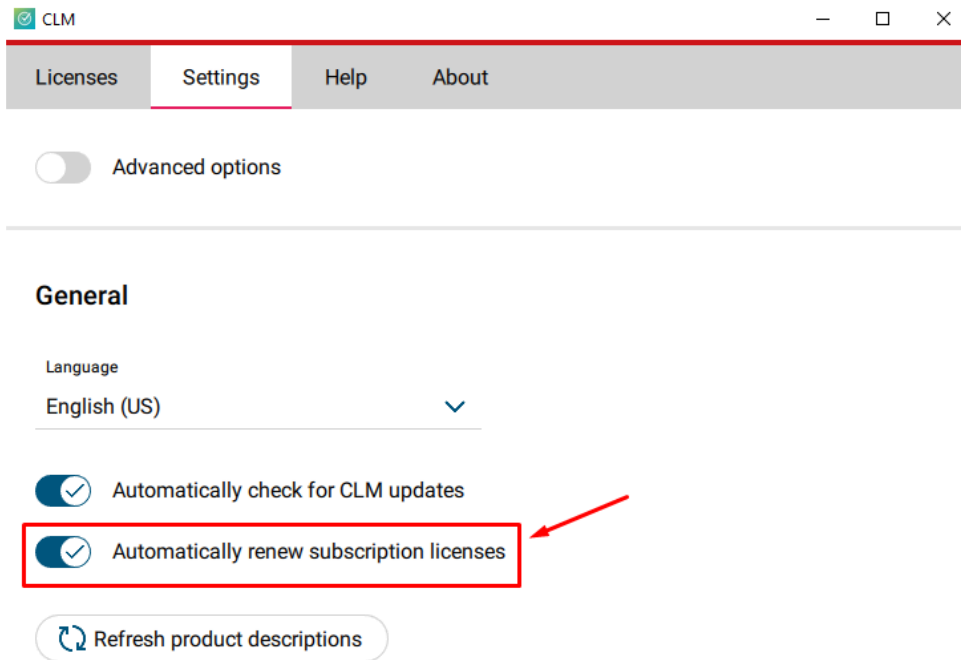 CLM
Licenses Settings Help About
Advanced options
General
Language
English (US)
Automatically check for CLM updates
Automatically renew subscription licenses
Refresh product descriptions